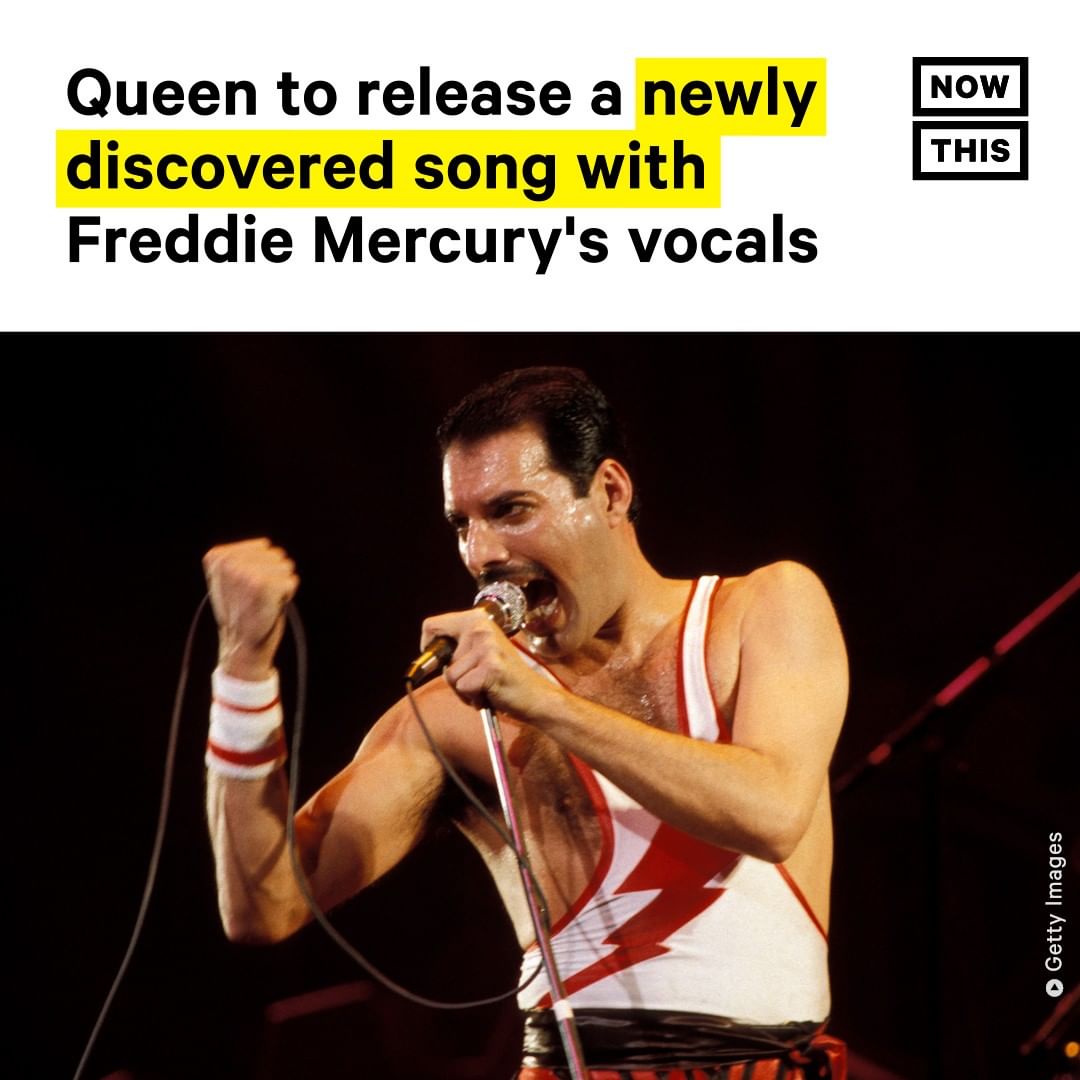 Queen to release a newly
discovered song with
Freddie Mercury's vocals
NOW
THIS
Getty Images